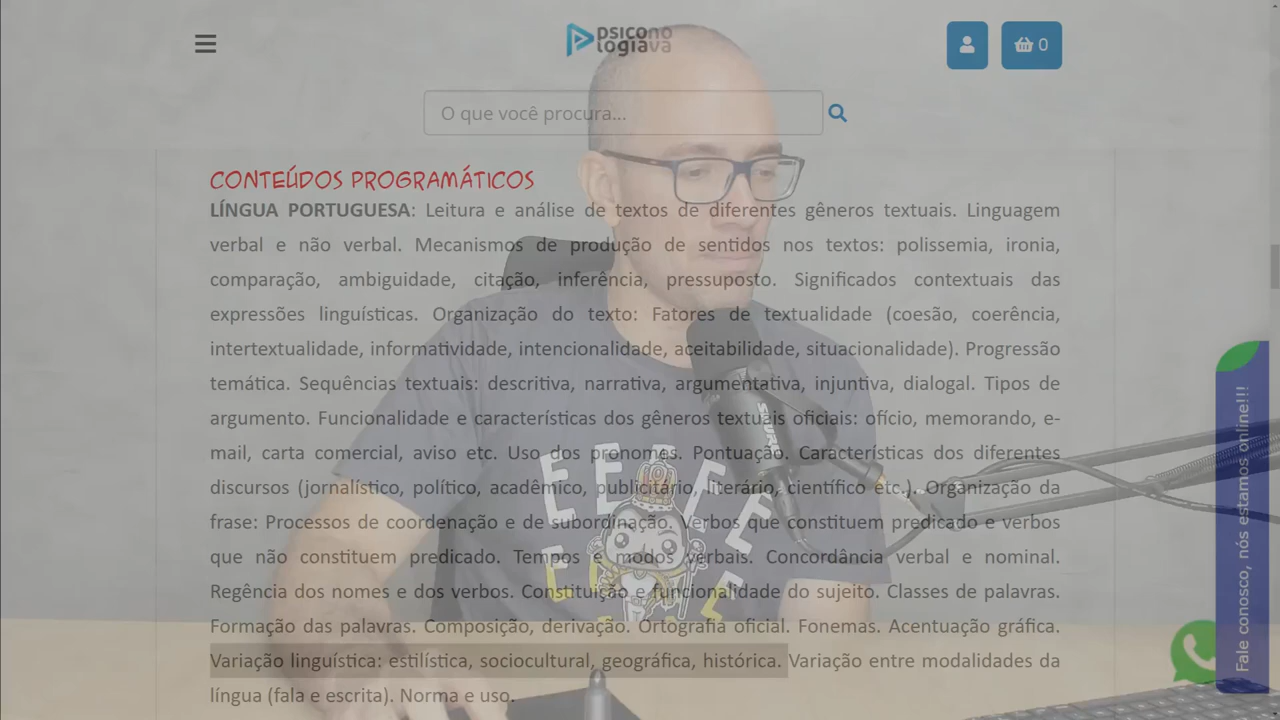 PSICONO
logiava
0
O que você procura...
CONTEÚDOS PROGRAMÁTICOS
LÍNGUA PORTUGUESA: Leitura e análise de textos de diferentes gêneros textuais. Linguagem
verbal e não verbal. Mecanismos de produção de sentidos nos textos: polissemia, ironia,
comparação, ambiguidade, citação, inferência, pressuposto. Significados contextuais das
expressões linguísticas. Organização do texto: Fatores de textualidade (coesão, coerência,
intertextualidade, informatividade, intencionalidade, aceitabilidade, situacionalidade). Progressão
temática. Sequências textuais: descritiva, narrativa, argumentativa, injuntiva, dialogal. Tipos de
argumento. Funcionalidade e características dos gêneros textuais oficiais: ofício, memorando, e-
mail, carta comercial, aviso etc. Uso dos pronomes. Pontuação. Características dos diferentes
discursos (jornalístico, político, acadêmico, publicitário, literário, científico etc.). Organização da
frase: Processos de coordenação e de subordinação. Verbos que constituem predicado e verbos
que não constituem predicado. Tempos e modos verbais. Concordância verbal e nominal.
Regência dos nomes e dos verbos. Constituição e funcionalidade do sujeito. Classes de palavras.
Formação das palavras. Composição, derivação. Ortografia oficial. Fonemas. Acentuação gráfica.
Variação linguística: estilística, sociocultural, geográfica, histórica. Variação entre modalidades da
língua (fala e escrita). Norma e uso.
SHURE
Fale conosco, nós estamos online!!!